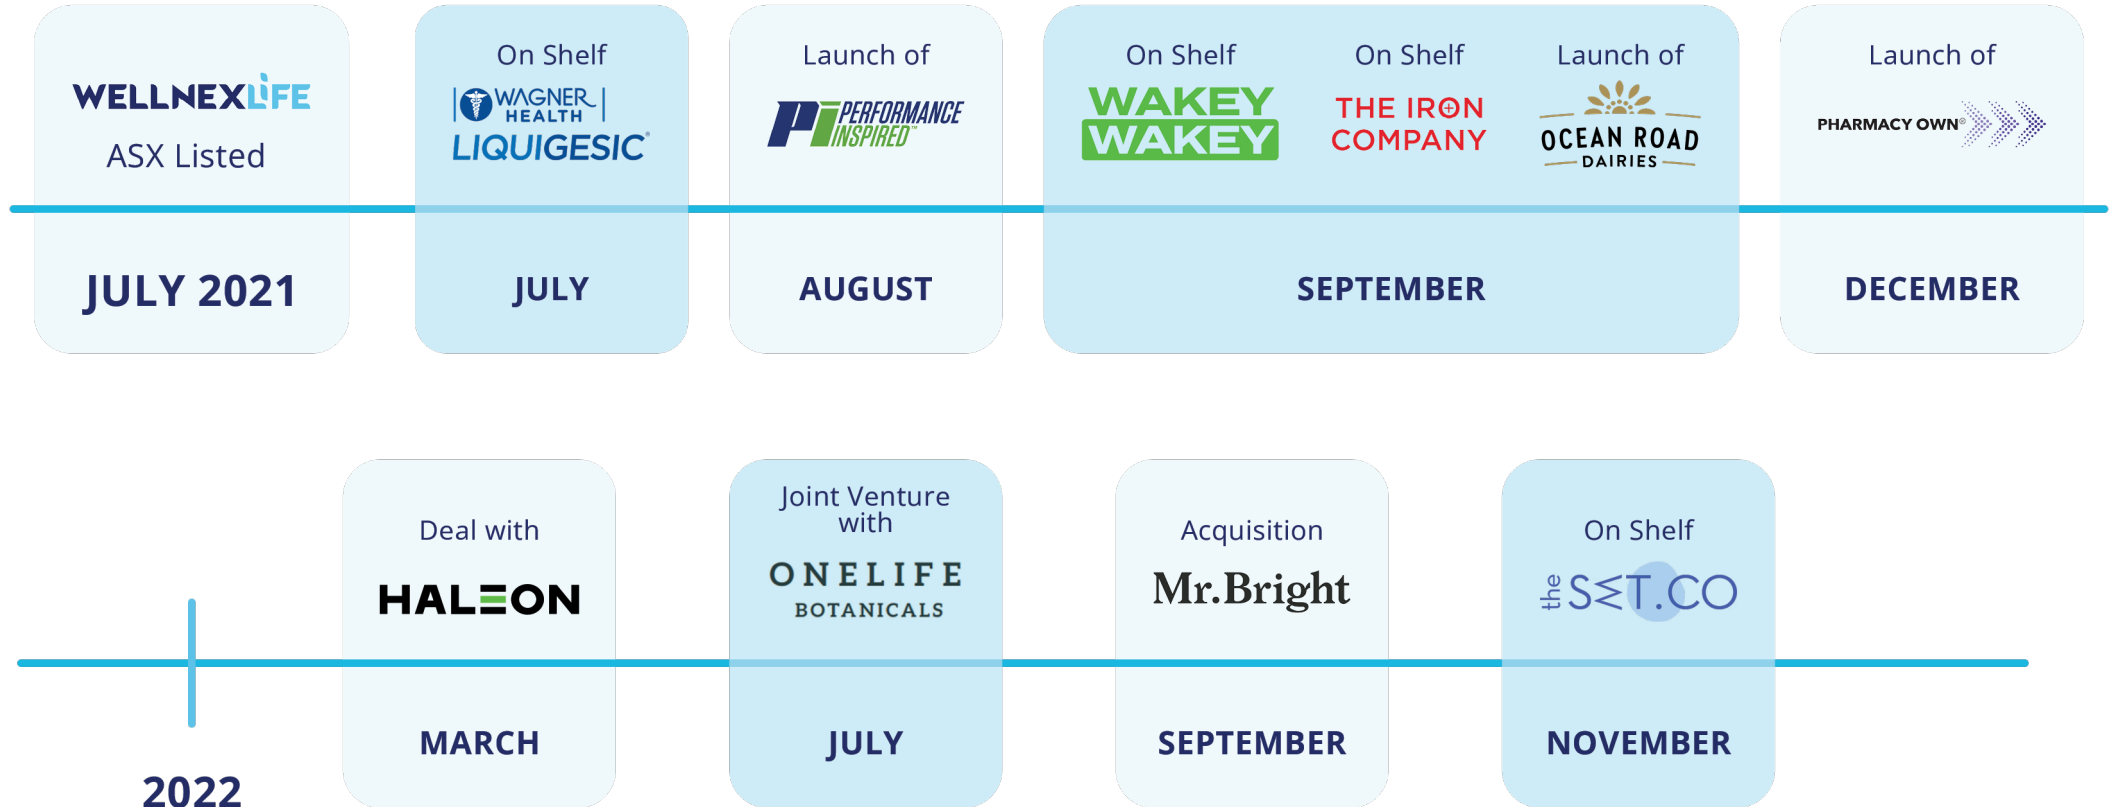 WELLNEXLIFE
ASX Listed
JULY 2021
On Shelf
WAGNER
HEALTH
LIQUIGESIC®
JULY
Launch of
Pi PERFORMANCE
INSPIRED™
AUGUST
On Shelf
WAKEY
WAKEY
On Shelf
THE IRON
COMPANY
Launch of
OCEAN ROAD
DAIRIES
SEPTEMBER
Launch of
PHARMACY OWN®
DECEMBER
2022
Deal with
HALEON
MARCH
Joint Venture
with
ONELIFE
BOTANICALS
JULY
Acquisition
Mr.Bright
SEPTEMBER
On Shelf
the SET.CO
NOVEMBER